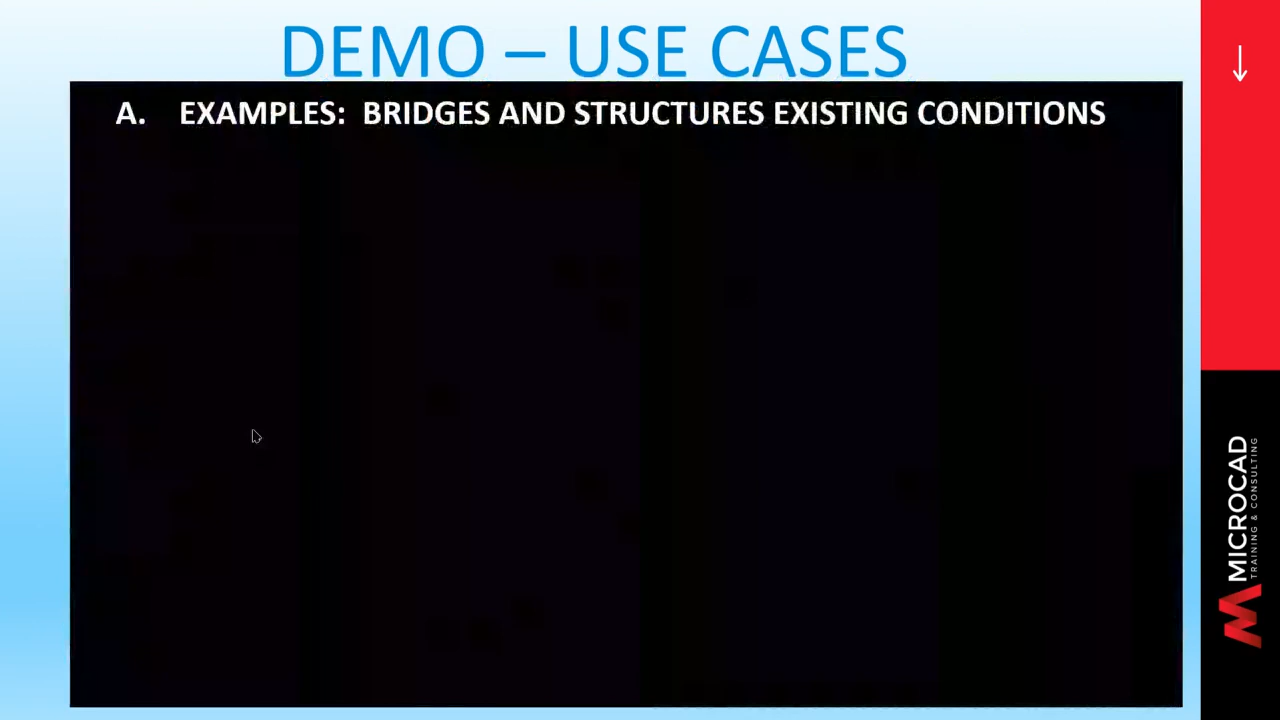 DEMO – USE CASES
A. EXAMPLES: BRIDGES AND STRUCTURES EXISTING CONDITIONS
MICROCAD
TRAINING & CONSULTING